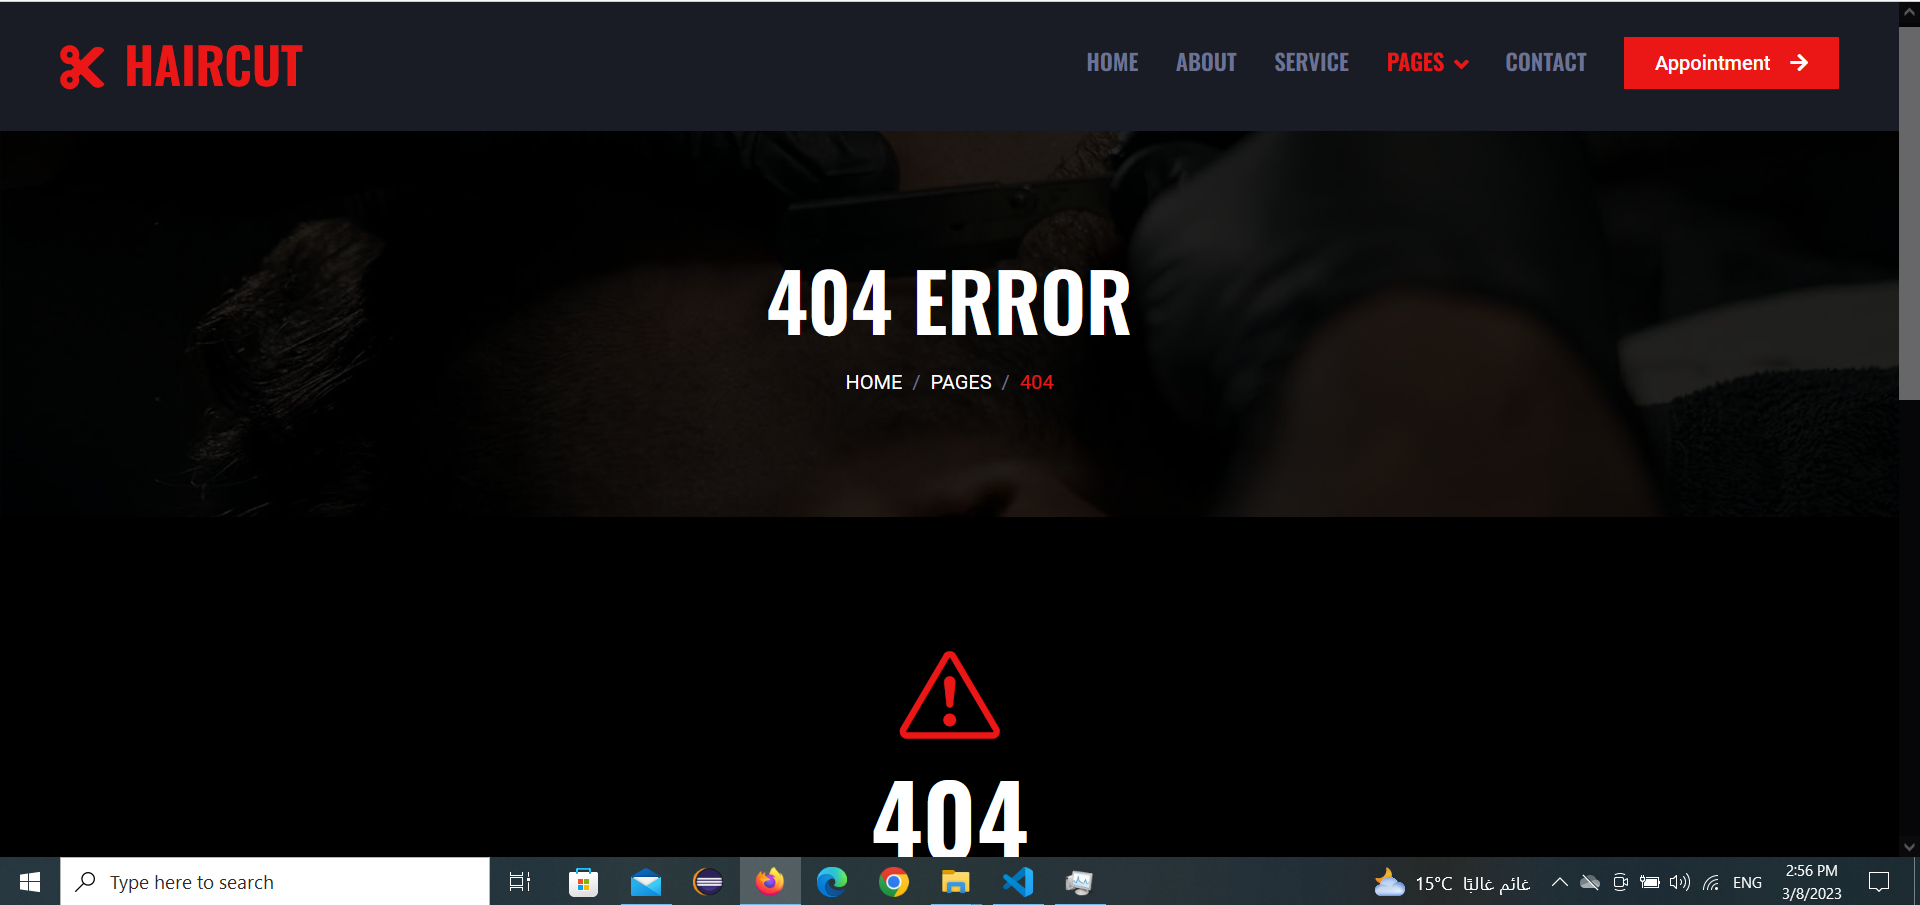 HAIRCUT
HOME ABOUT SERVICE PAGES CONTACT Appointment
404 ERROR
HOME / PAGES / 404
404
Type here to search
15°C غائم غالبًا
ENG
2:56 PM
3/8/2023